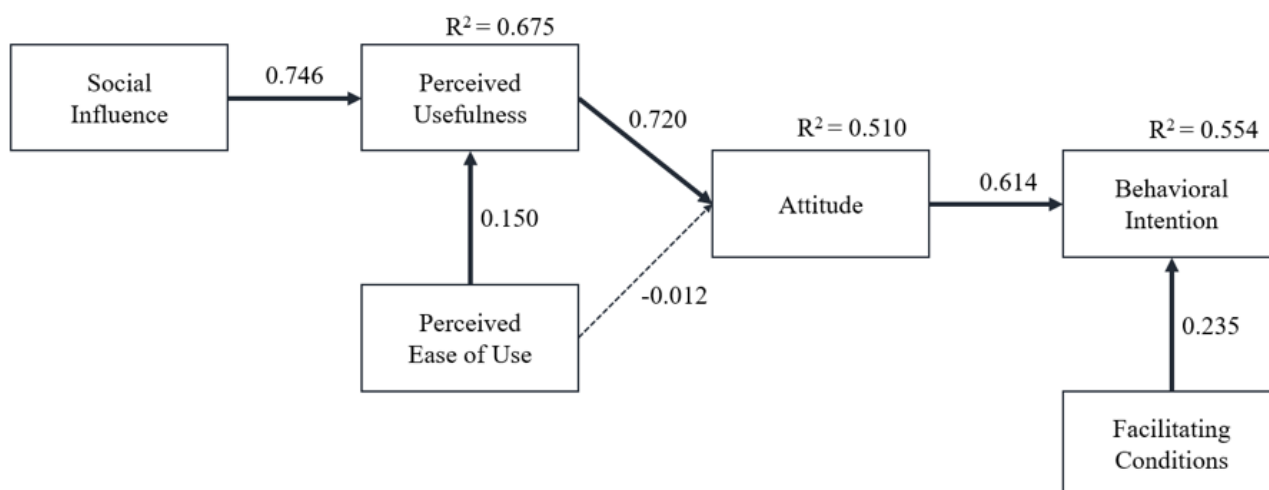 R² = 0.675
Social
Influence
0.746
Perceived
Usefulness
0.720
R² = 0.510
R² = 0.554
Attitude
0.614
Behavioral
Intention
0.150
-0.012
Perceived
Ease of Use
0.235
Facilitating
Conditions